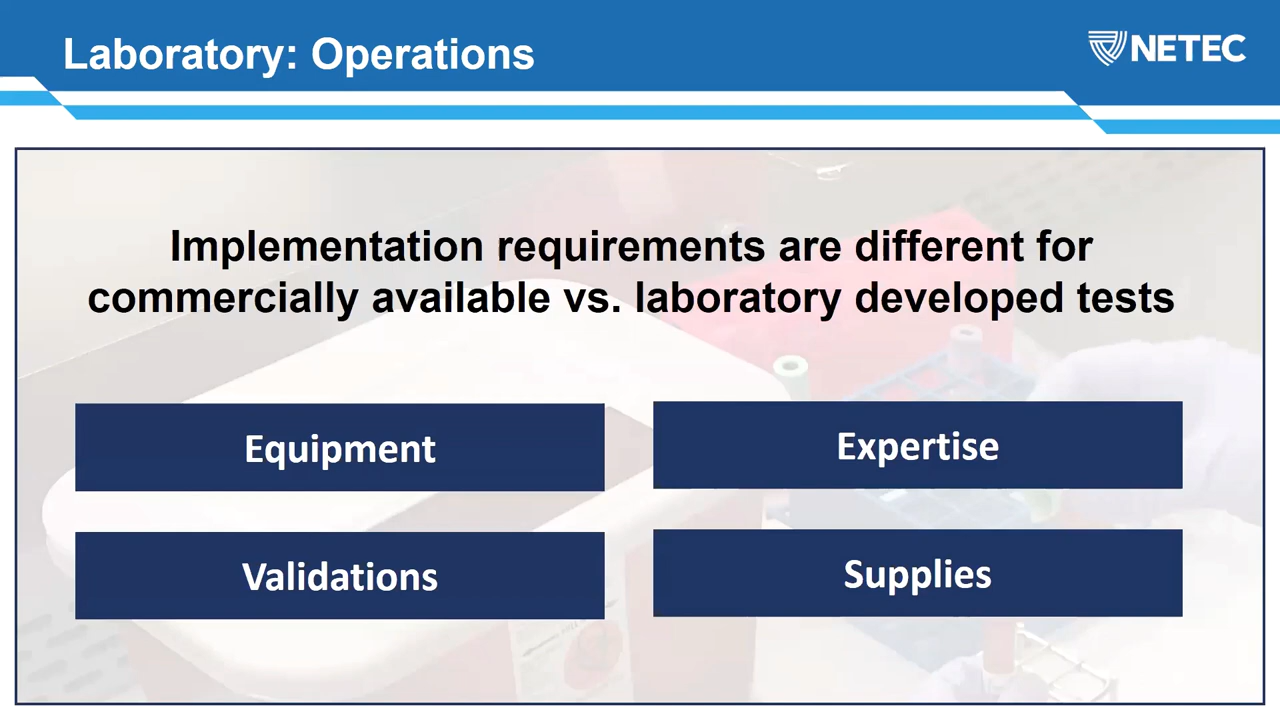 Laboratory: Operations
NETEC
Implementation requirements are different for
commercially available vs. laboratory developed tests
Equipment
Expertise
Validations
Supplies